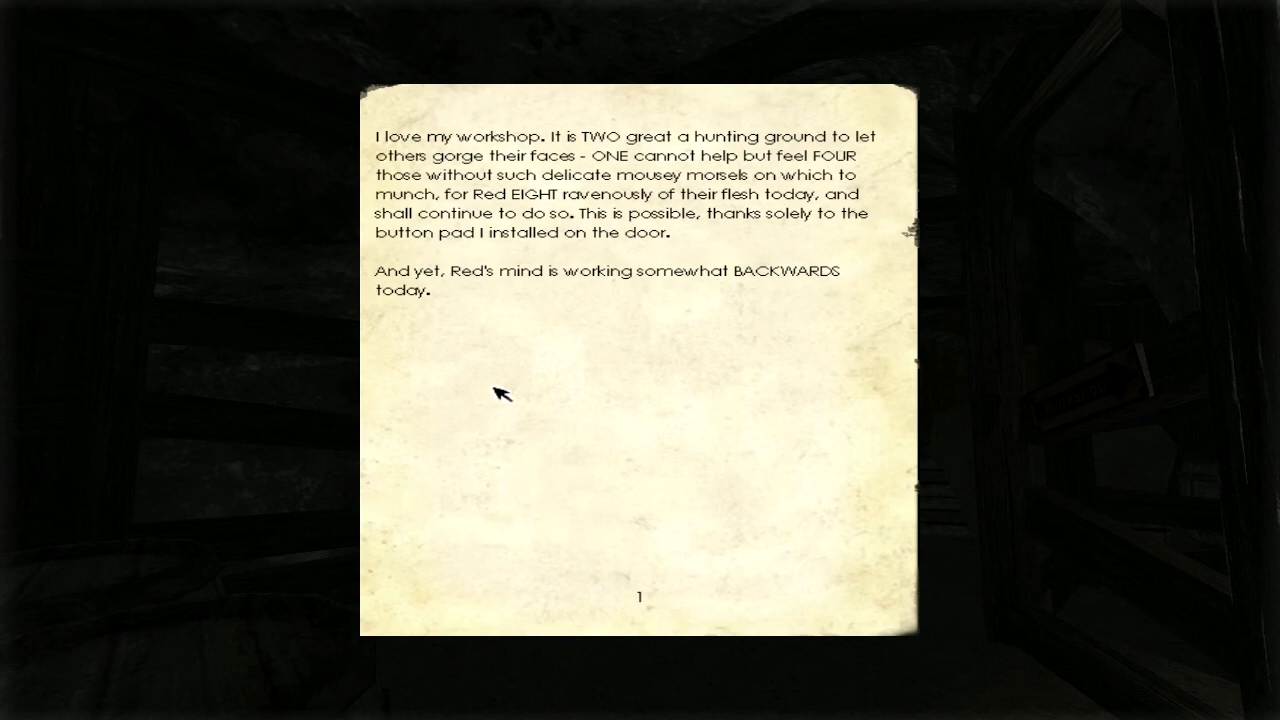 I love my workshop. It is TWO great a hunting ground to let
others gorge their faces - ONE cannot help but feel FOUR
those without such delicate mousey morsels on which to
munch, for Red EIGHT ravenously of their flesh today, and
shall continue to do so. This is possible, thanks solely to the
button pad I installed on the door.
And yet, Red's mind is working somewhat BACKWARDS
today.
1